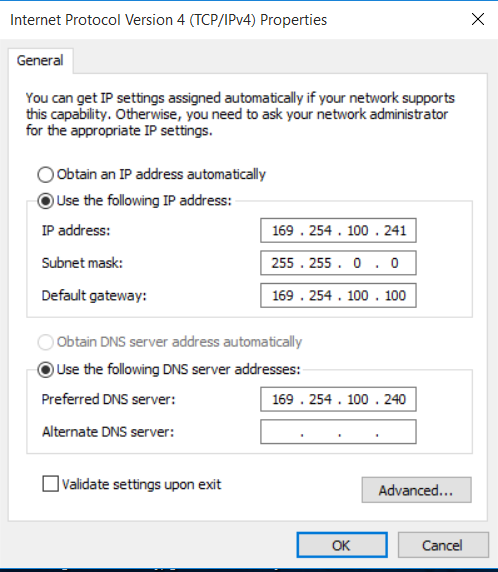 Internet Protocol Version 4 (TCP/IPv4) Properties
General
You can get IP settings assigned automatically if your network supports
this capability. Otherwise, you need to ask your network administrator
for the appropriate IP settings.
Obtain an IP address automatically
Use the following IP address:
IP address: 169 . 254 . 100 . 241
Subnet mask: 255 . 255 . 0 . 0
Default gateway: 169 . 254 . 100 . 100
Obtain DNS server address automatically
Use the following DNS server addresses:
Preferred DNS server: 169 . 254 . 100 . 240
Alternate DNS server: . . .
Validate settings upon exit
Advanced...
OK Cancel